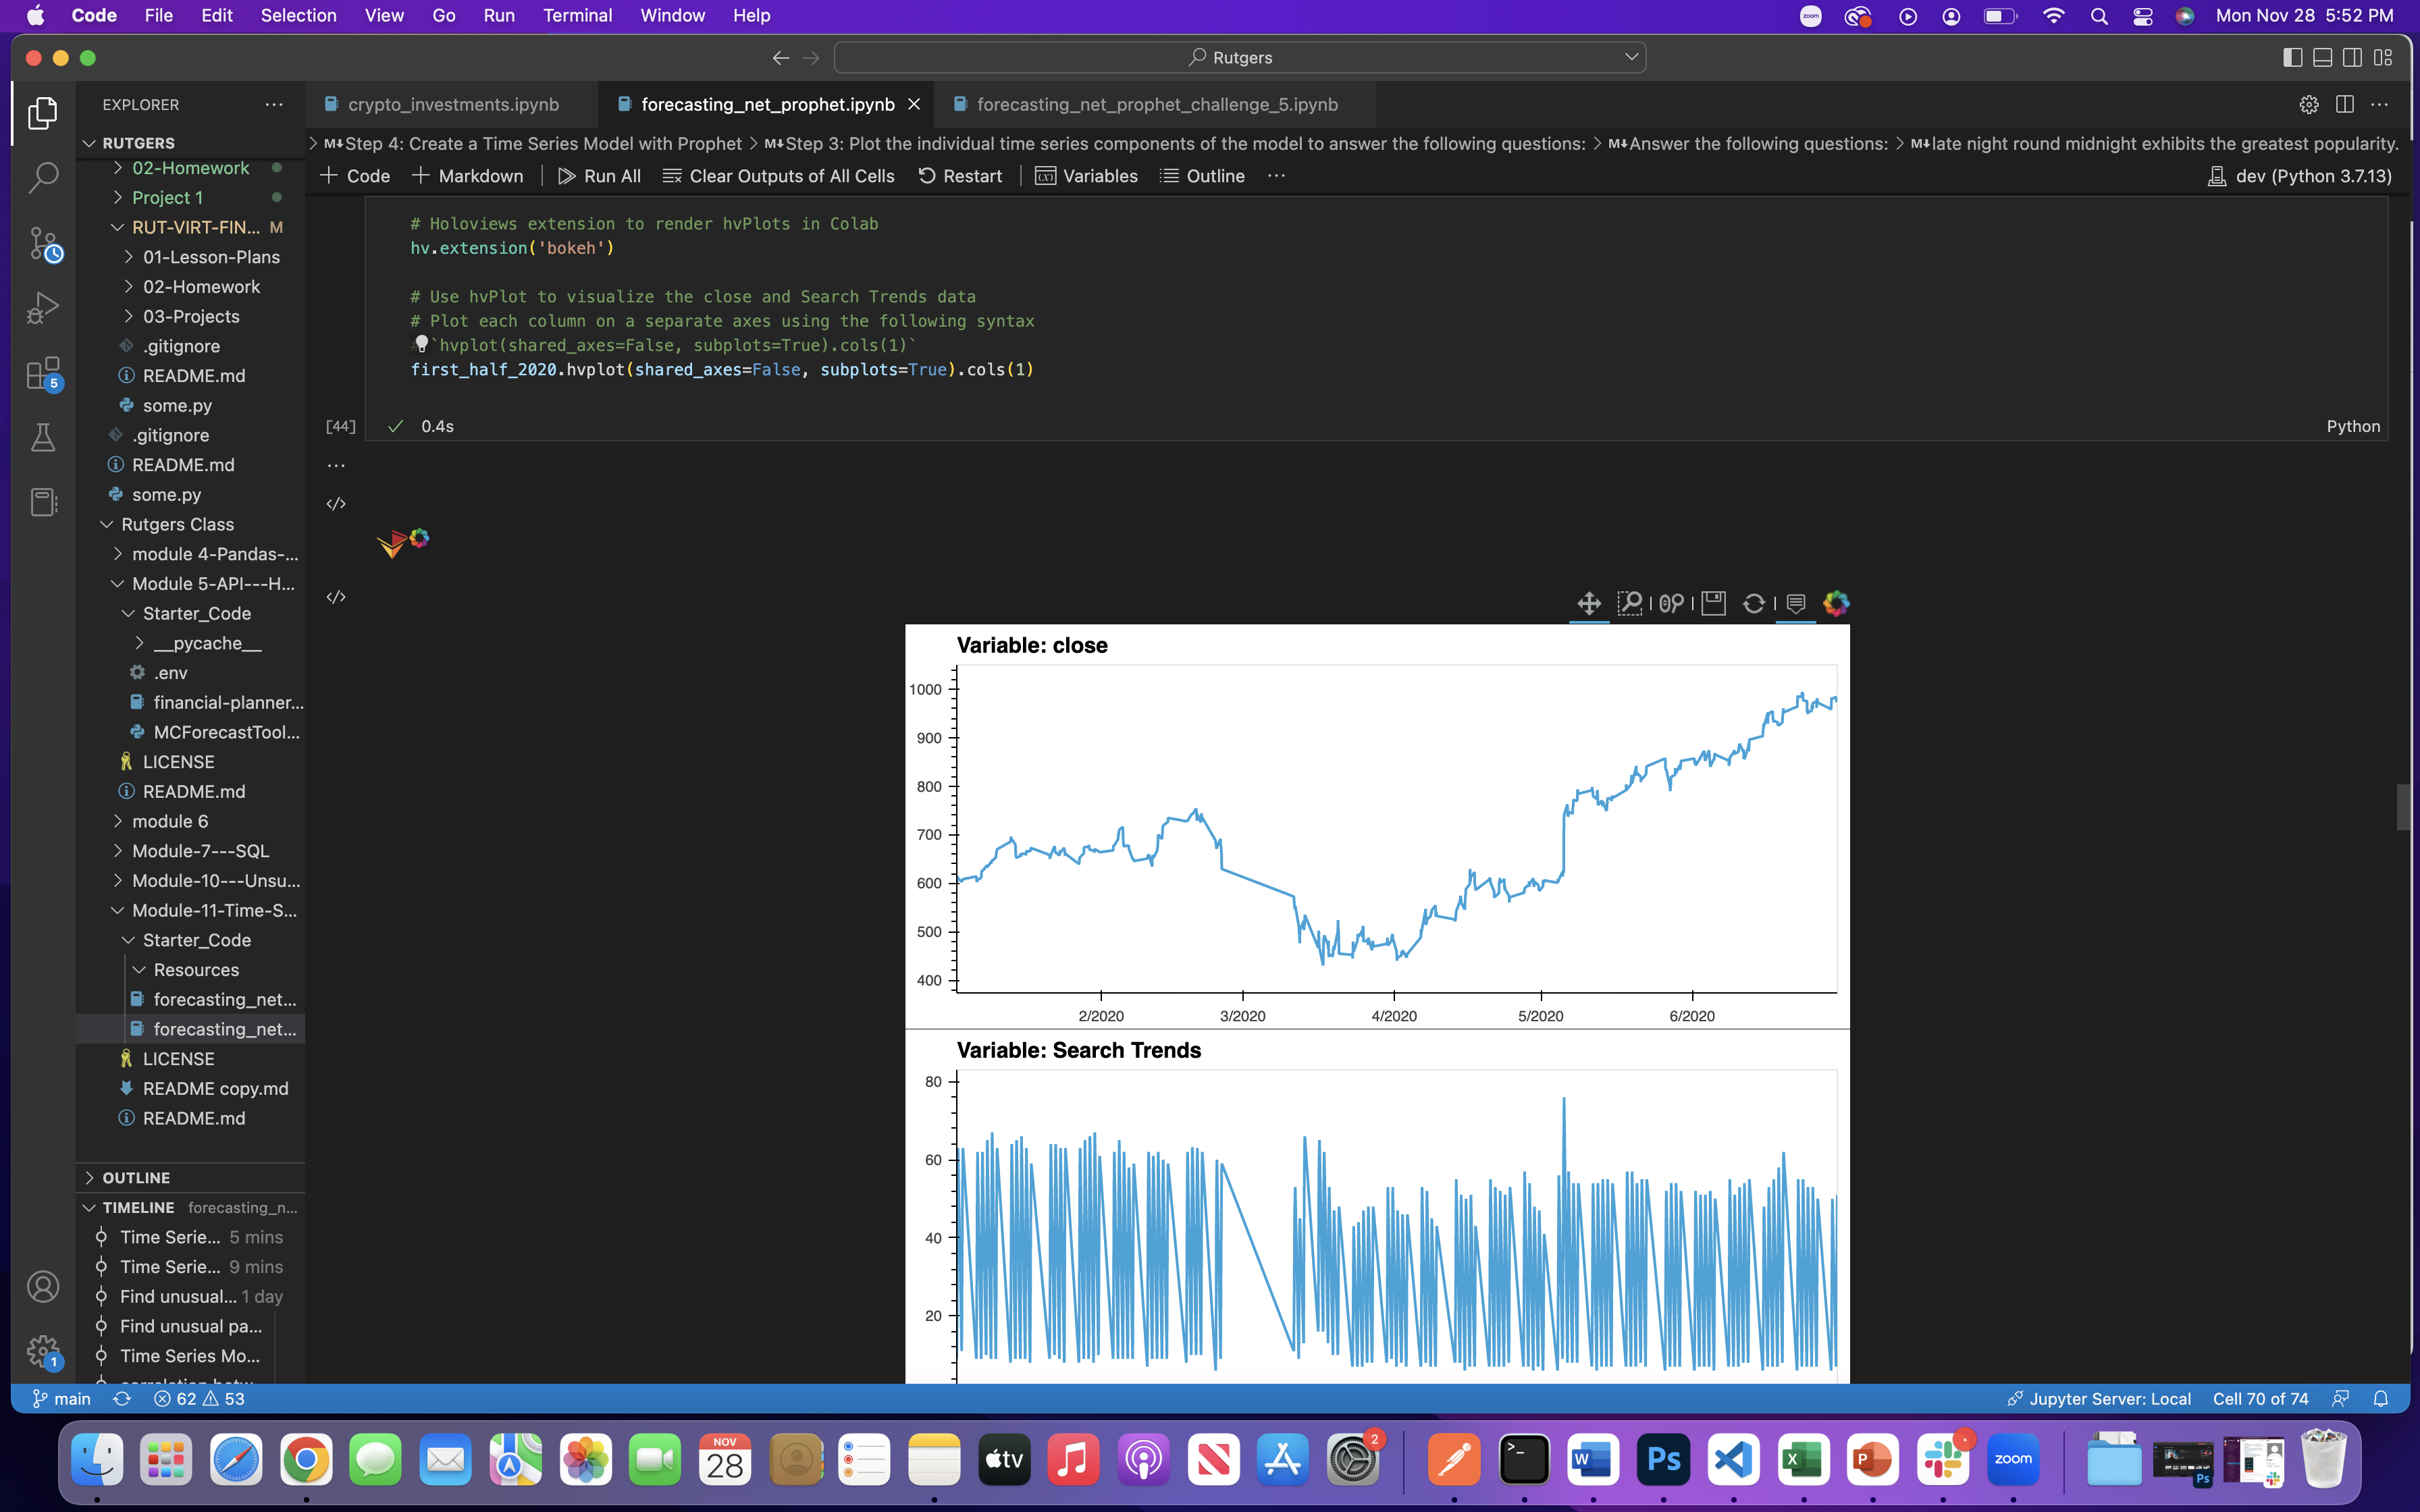 Code File Edit Selection View Go Run Terminal Window Help
zoom Mon Nov 28 5:52 PM
Rutgers
EXPLORER
RUTGERS
02-Homework
Project 1
RUT-VIRT-FIN... M
01-Lesson-Plans
02-Homework
03-Projects
.gitignore
README.md
some.py
.gitignore
README.md
some.py
Rutgers Class
module 4-Pandas-...
Module 5-API---H...
Starter_Code
__pycache__
.env
financial-planner...
MCForecastTool...
LICENSE
README.md
module 6
Module-7---SQL
Module-10---Unsu...
Module-11-Time-S...
Starter_Code
Resources
forecasting_net...
forecasting_net...
LICENSE
README copy.md
README.md
OUTLINE
TIMELINE forecasting_n...
Time Serie... 5 mins
Time Serie... 9 mins
Find unusual... 1 day
Find unusual pa...
Time Series Mo...
5
1
crypto_investments.ipynb forecasting_net_prophet.ipynb forecasting_net_prophet_challenge_5.ipynb
Step 4: Create a Time Series Model with Prophet > Step 3: Plot the individual time series components of the model to answer the following questions: > Answer the following questions: > late night round midnight exhibits the greatest popularity.
+ Code + Markdown Run All Clear Outputs of All Cells Restart Variables Outline ... dev (Python 3.7.13)
# Holoviews extension to render hvPlots in Colab
hv.extension('bokeh')
# Use hvPlot to visualize the close and Search Trends data
# Plot each column on a separate axes using the following syntax
`hvplot(shared_axes=False, subplots=True).cols(1)`
first_half_2020.hvplot(shared_axes=False, subplots=True).cols(1)
[44] 0.4s Python
...
</>
</>
Variable: close
1000
900
800
700
600
500
400
2/2020 3/2020 4/2020 5/2020 6/2020
Variable: Search Trends
80
60
40
20
main 62 53 Jupyter Server: Local Cell 70 of 74
NOV
28
tv
2
W
Ps
X
P
zoom
Ps